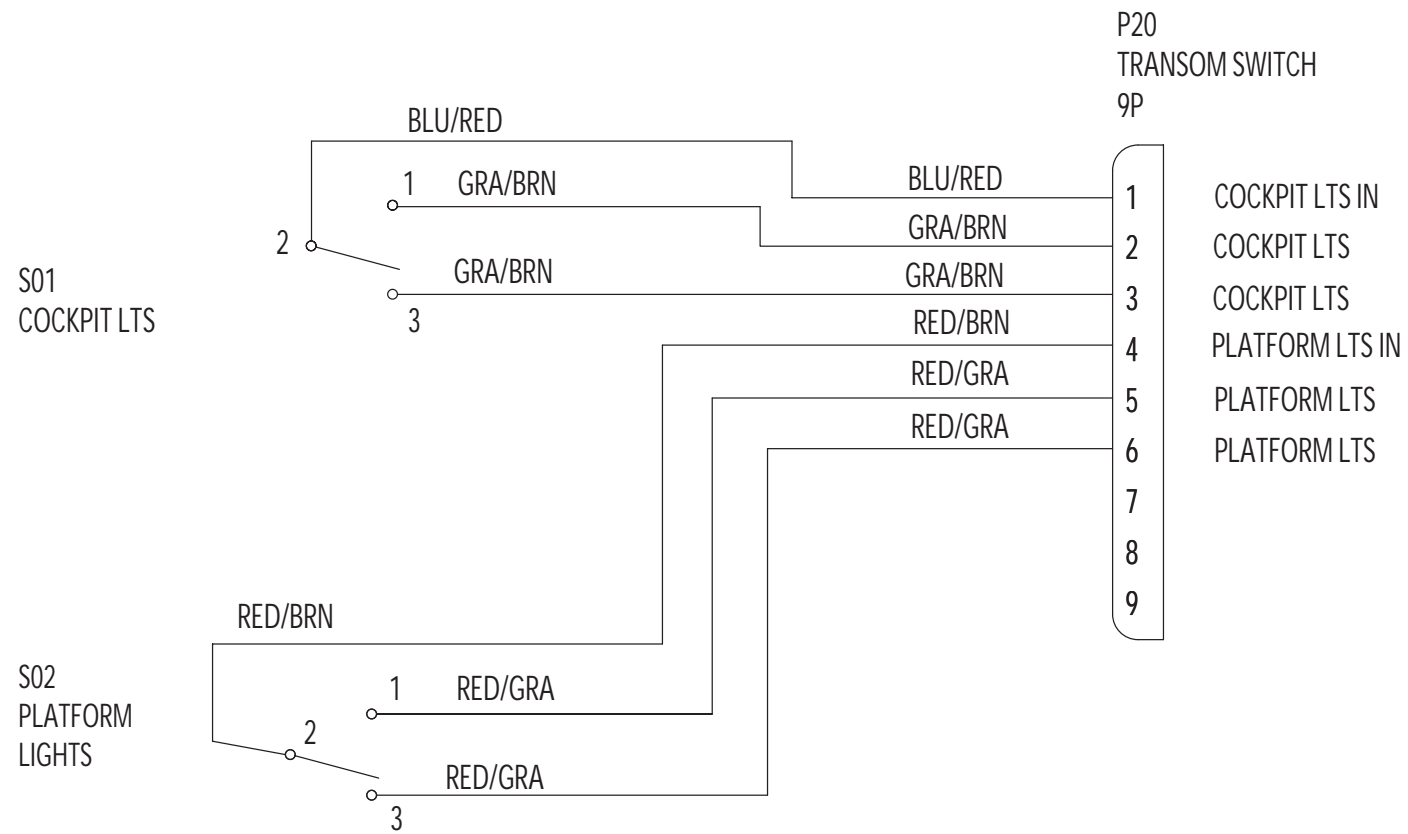 P20
TRANSOM SWITCH
9P
BLU/RED
1 GRA/BRN
2
GRA/BRN
3
S01
COCKPIT LTS
BLU/RED 1 COCKPIT LTS IN
GRA/BRN 2 COCKPIT LTS
GRA/BRN 3 COCKPIT LTS
RED/BRN 4 PLATFORM LTS IN
RED/GRA 5 PLATFORM LTS
RED/GRA 6 PLATFORM LTS
7
8
9
RED/BRN
S02
PLATFORM
LIGHTS
1 RED/GRA
2
RED/GRA
3